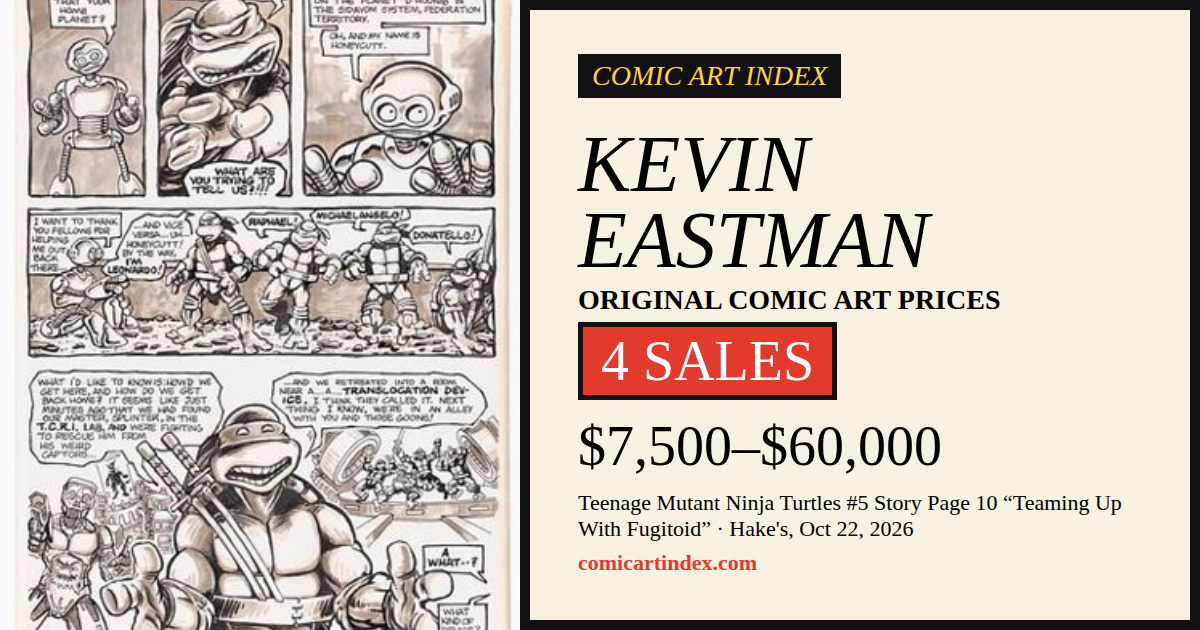 THAT YOUR
HOME
PLANET?
WHAT ARE
YOU TRYING TO
TELL US?!!!
THE SIDAYOM SYSTEM, FEDERATION
TERRITORY.
OH, AND MY NAME IS
HONEYCUTT.
I WANT TO THANK
YOU FELLOWS FOR
HELPING
ME OUT
BACK
THERE
...AND VICE
VERSA...UH..
HONEYCUTT!
BY THE WAY,
I'M
LEONARDO!
RAPHAEL!
MICHAELANGELO!
DONATELLO!
WHAT I'D LIKE TO KNOW IS: HOW'D WE
GET HERE, AND HOW DO WE GET
BACK HOME? IT SEEMS LIKE JUST
MINUTES AGO THAT WE HAD FOUND
OUR MASTER, SPLINTER, IN THE
T.C.R.I. LAB, AND WERE FIGHTING
TO RESCUE HIM FROM
HIS WEIRD
CAPTORS...
...AND WE RETREATED INTO A ROOM
NEAR A...A...TRANSLOCATION DEV-
ICE, I THINK THEY CALLED IT. NEXT
THING I KNOW, WE'RE IN AN ALLEY
WITH YOU AND THOSE GOONS!
A
WHAT--?
WHAT
KIND OF
COMIC ART INDEX
KEVIN
EASTMAN
ORIGINAL COMIC ART PRICES
4 SALES
$7,500–$60,000
Teenage Mutant Ninja Turtles #5 Story Page 10 “Teaming Up
With Fugitoid” · Hake's, Oct 22, 2026
comicartindex.com